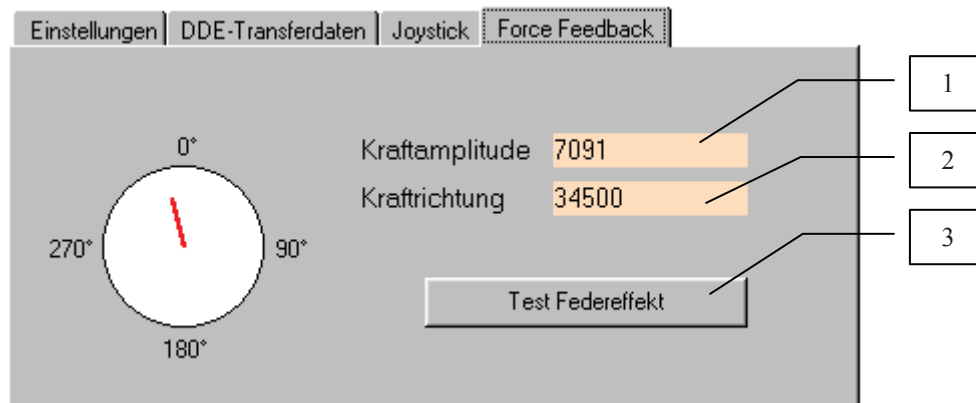 Einstellungen DDE-Transferdaten Joystick Force Feedback
1
0°
Kraftamplitude 7091
2
Kraftrichtung 34500
3
270° 90°
Test Federeffekt
180°